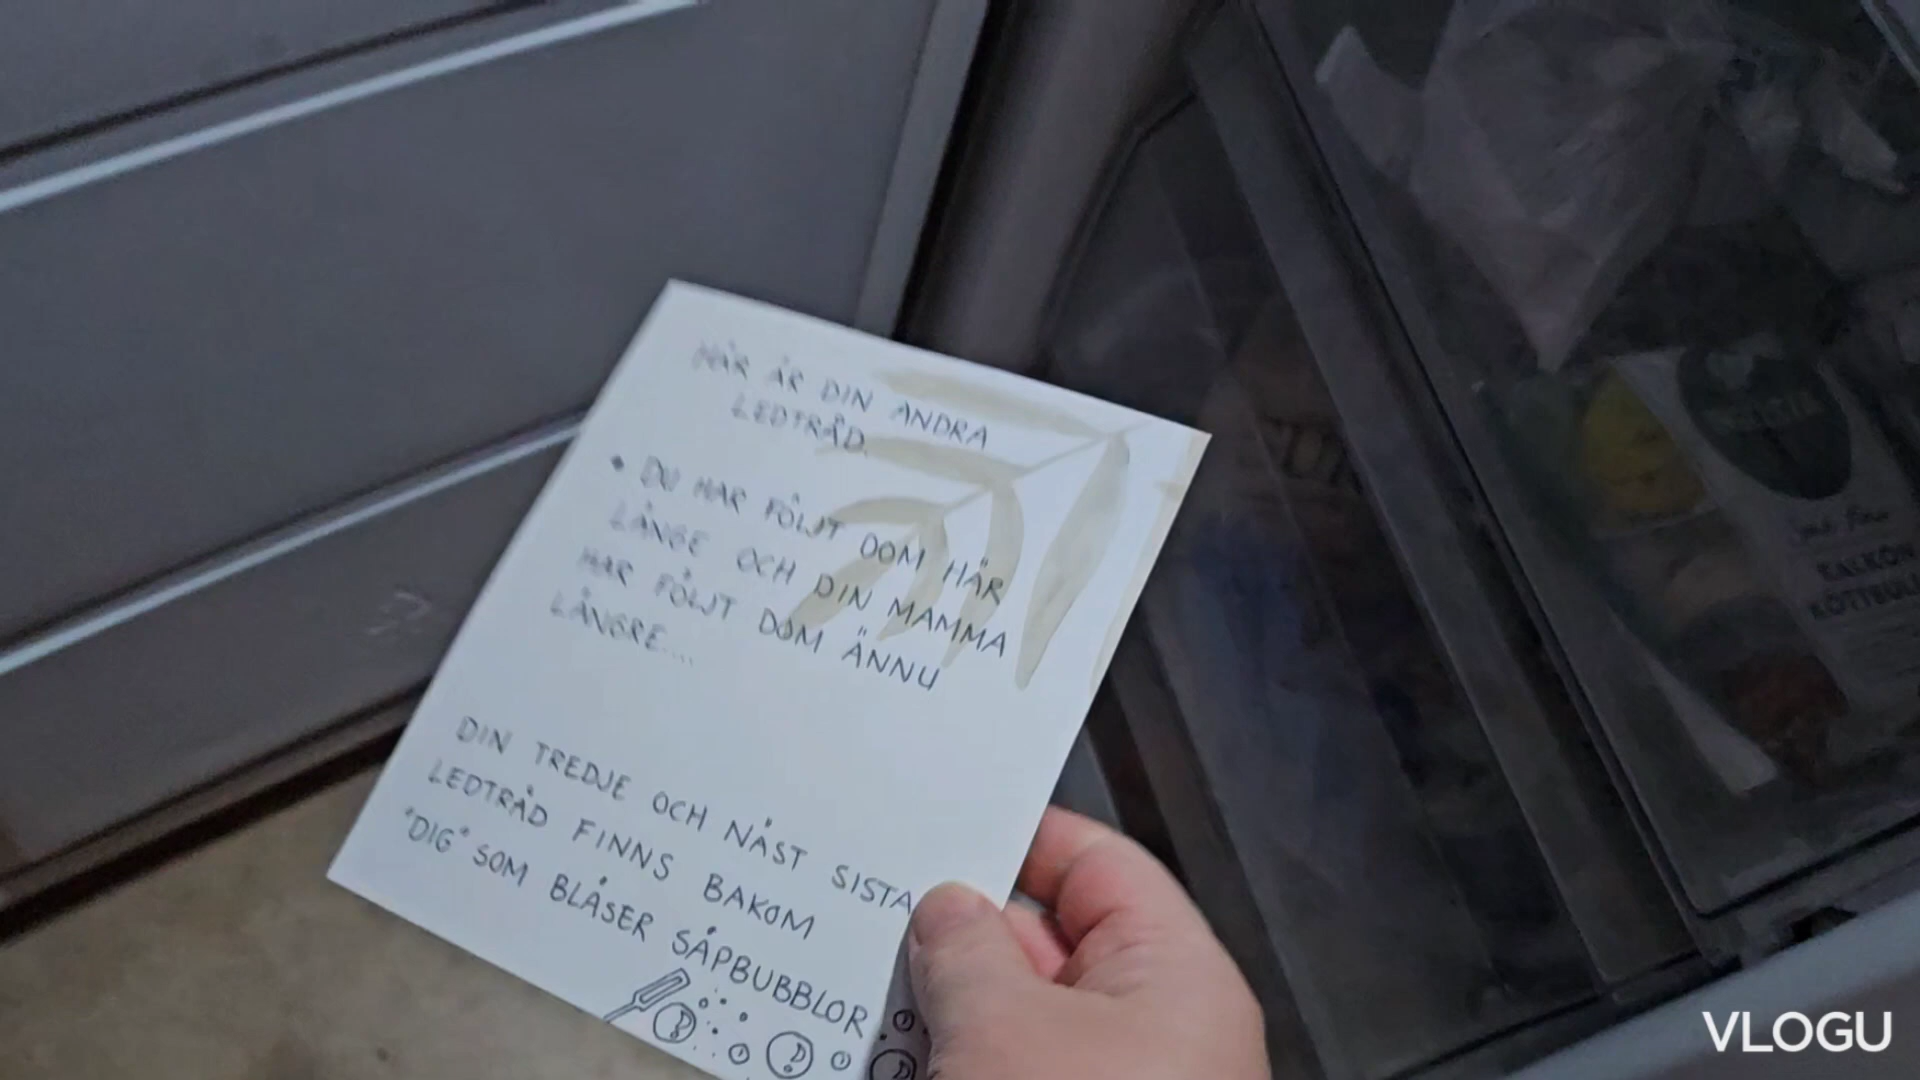 HÄR ÄR DIN ANDRA
LEDTRÅD.
• DU HAR FÖLJT DOM HÄR
LÄNGE OCH DIN MAMMA
HAR FÖLJT DOM ÄNNU
LÄNGRE....
DIN TREDJE OCH NÄST SISTA
LEDTRÅD FINNS BAKOM
"DIG" SOM BLÅSER SÅPBUBBLOR
KÖTTBULL
VLOGU